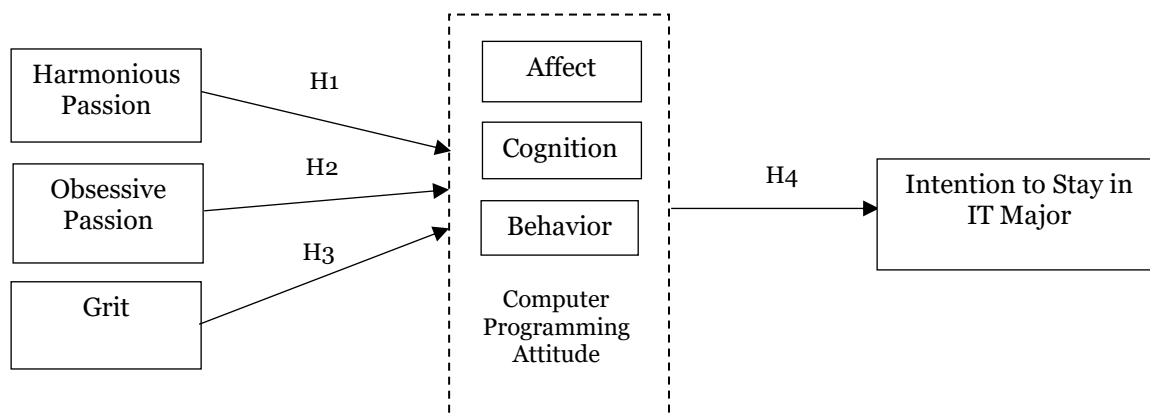 Harmonious
Passion
Obsessive
Passion
Grit
H1
H2
H3
Affect
Cognition
Behavior
Computer
Programming
Attitude
H4
Intention to Stay in
IT Major